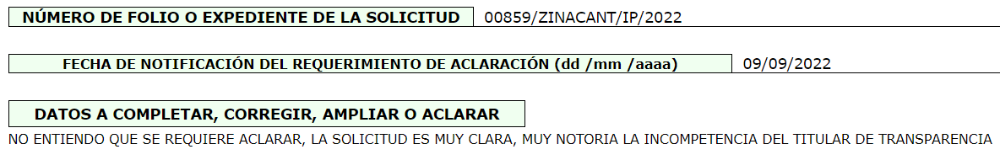 NÚMERO DE FOLIO O EXPEDIENTE DE LA SOLICITUD 00859/ZINACANT/IP/2022
FECHA DE NOTIFICACIÓN DEL REQUERIMIENTO DE ACLARACIÓN (dd /mm /aaaa) 09/09/2022
DATOS A COMPLETAR, CORREGIR, AMPLIAR O ACLARAR
NO ENTIENDO QUE SE REQUIERE ACLARAR, LA SOLICITUD ES MUY CLARA, MUY NOTORIA LA INCOMPETENCIA DEL TITULAR DE TRANSPARENCIA